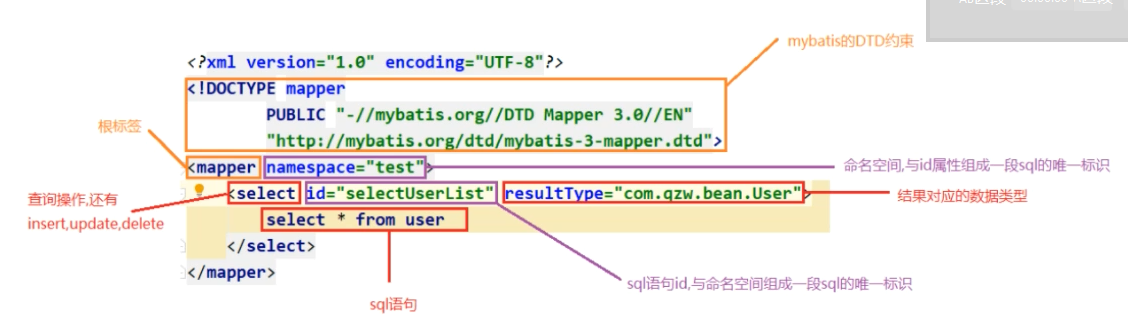 mybatis的DTD约束
<?xml version="1.0" encoding="UTF-8"?>
<!DOCTYPE mapper
PUBLIC "-//mybatis.org//DTD Mapper 3.0//EN"
"http://mybatis.org/dtd/mybatis-3-mapper.dtd">
根标签
<mapper namespace="test">
命名空间,与id属性组成一段sql的唯一标识
<select id="selectUserList" resultType="com.qzw.bean.User">
结果对应的数据类型
查询操作,还有
insert,update,delete
select * from user
</select>
</mapper>
sql语句id,与命名空间组成一段sql的唯一标识
sql语句